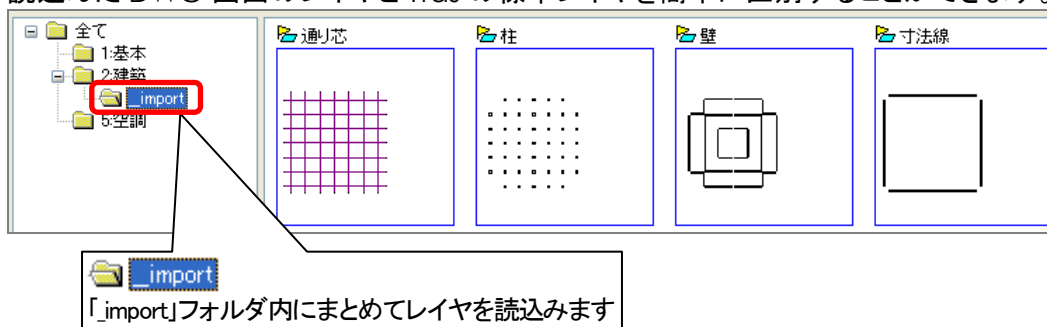 全て
1:基本
2:建築
_import
5:空調
通り芯
柱
壁
寸法線
_import
「_import」フォルダ内にまとめてレイヤを読込みます